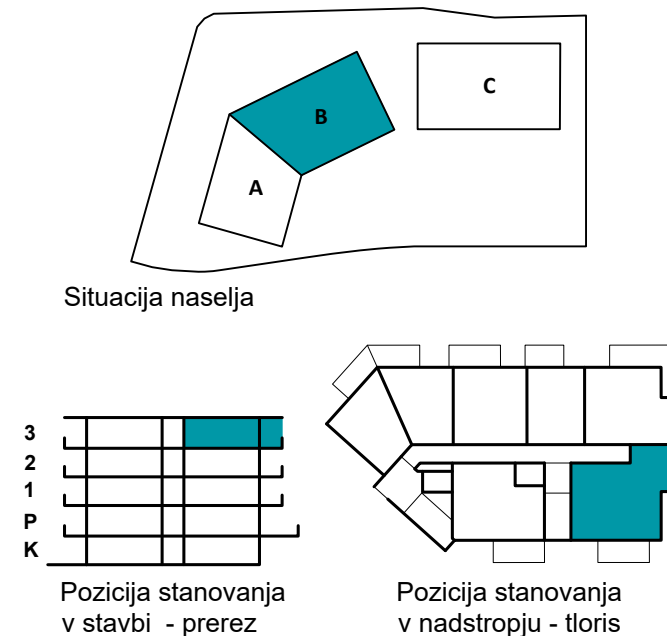 B
C
A
Situacija naselja
3
2
1
P
K
Pozicija stanovanja
v stavbi - prerez
Pozicija stanovanja
v nadstropju - tloris